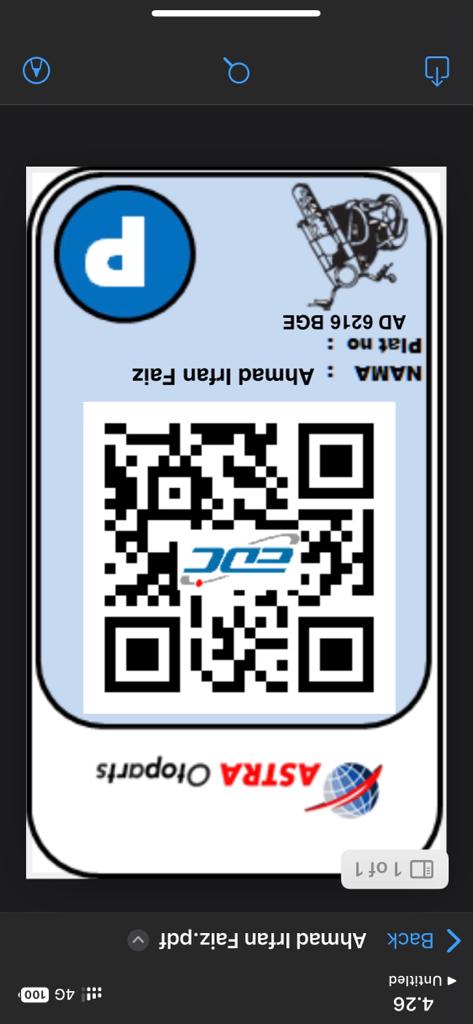 4.26
4G 100
◄ Untitled
Back Ahmad Irfan Faiz.pdf
1 of 1
ASTRA Otoparts
EDC
NAMA : Ahmad Irfan Faiz
Plat no :
AD 6216 BGE
P